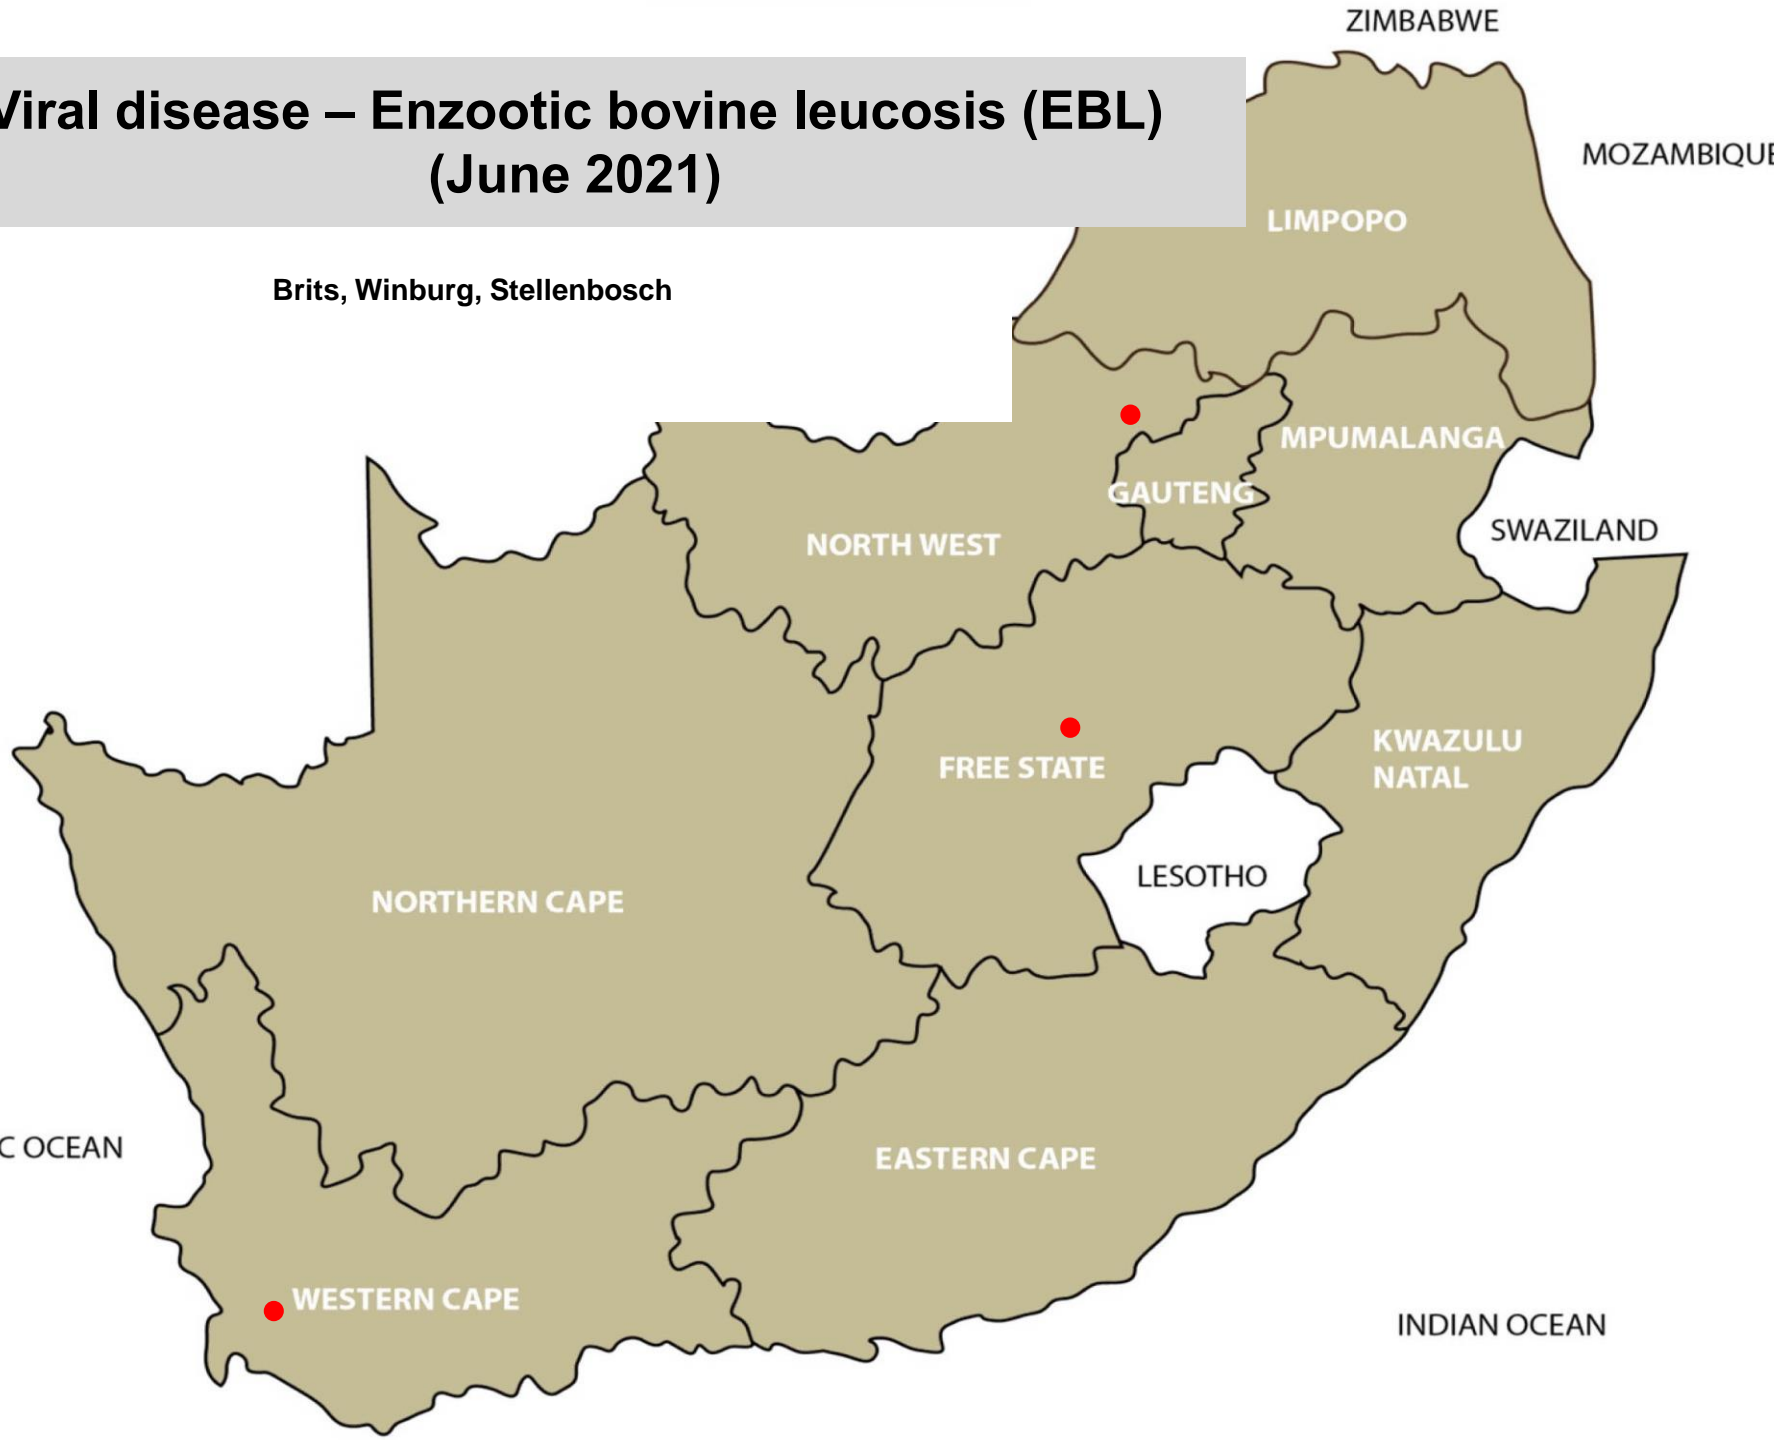 ZIMBABWE
Viral disease – Enzootic bovine leucosis (EBL)
(June 2021)
MOZAMBIQUE
LIMPOPO
Brits, Winburg, Stellenbosch
MPUMALANGA
GAUTENG
SWAZILAND
NORTH WEST
KWAZULU
NATAL
FREE STATE
LESOTHO
NORTHERN CAPE
C OCEAN
EASTERN CAPE
WESTERN CAPE
INDIAN OCEAN